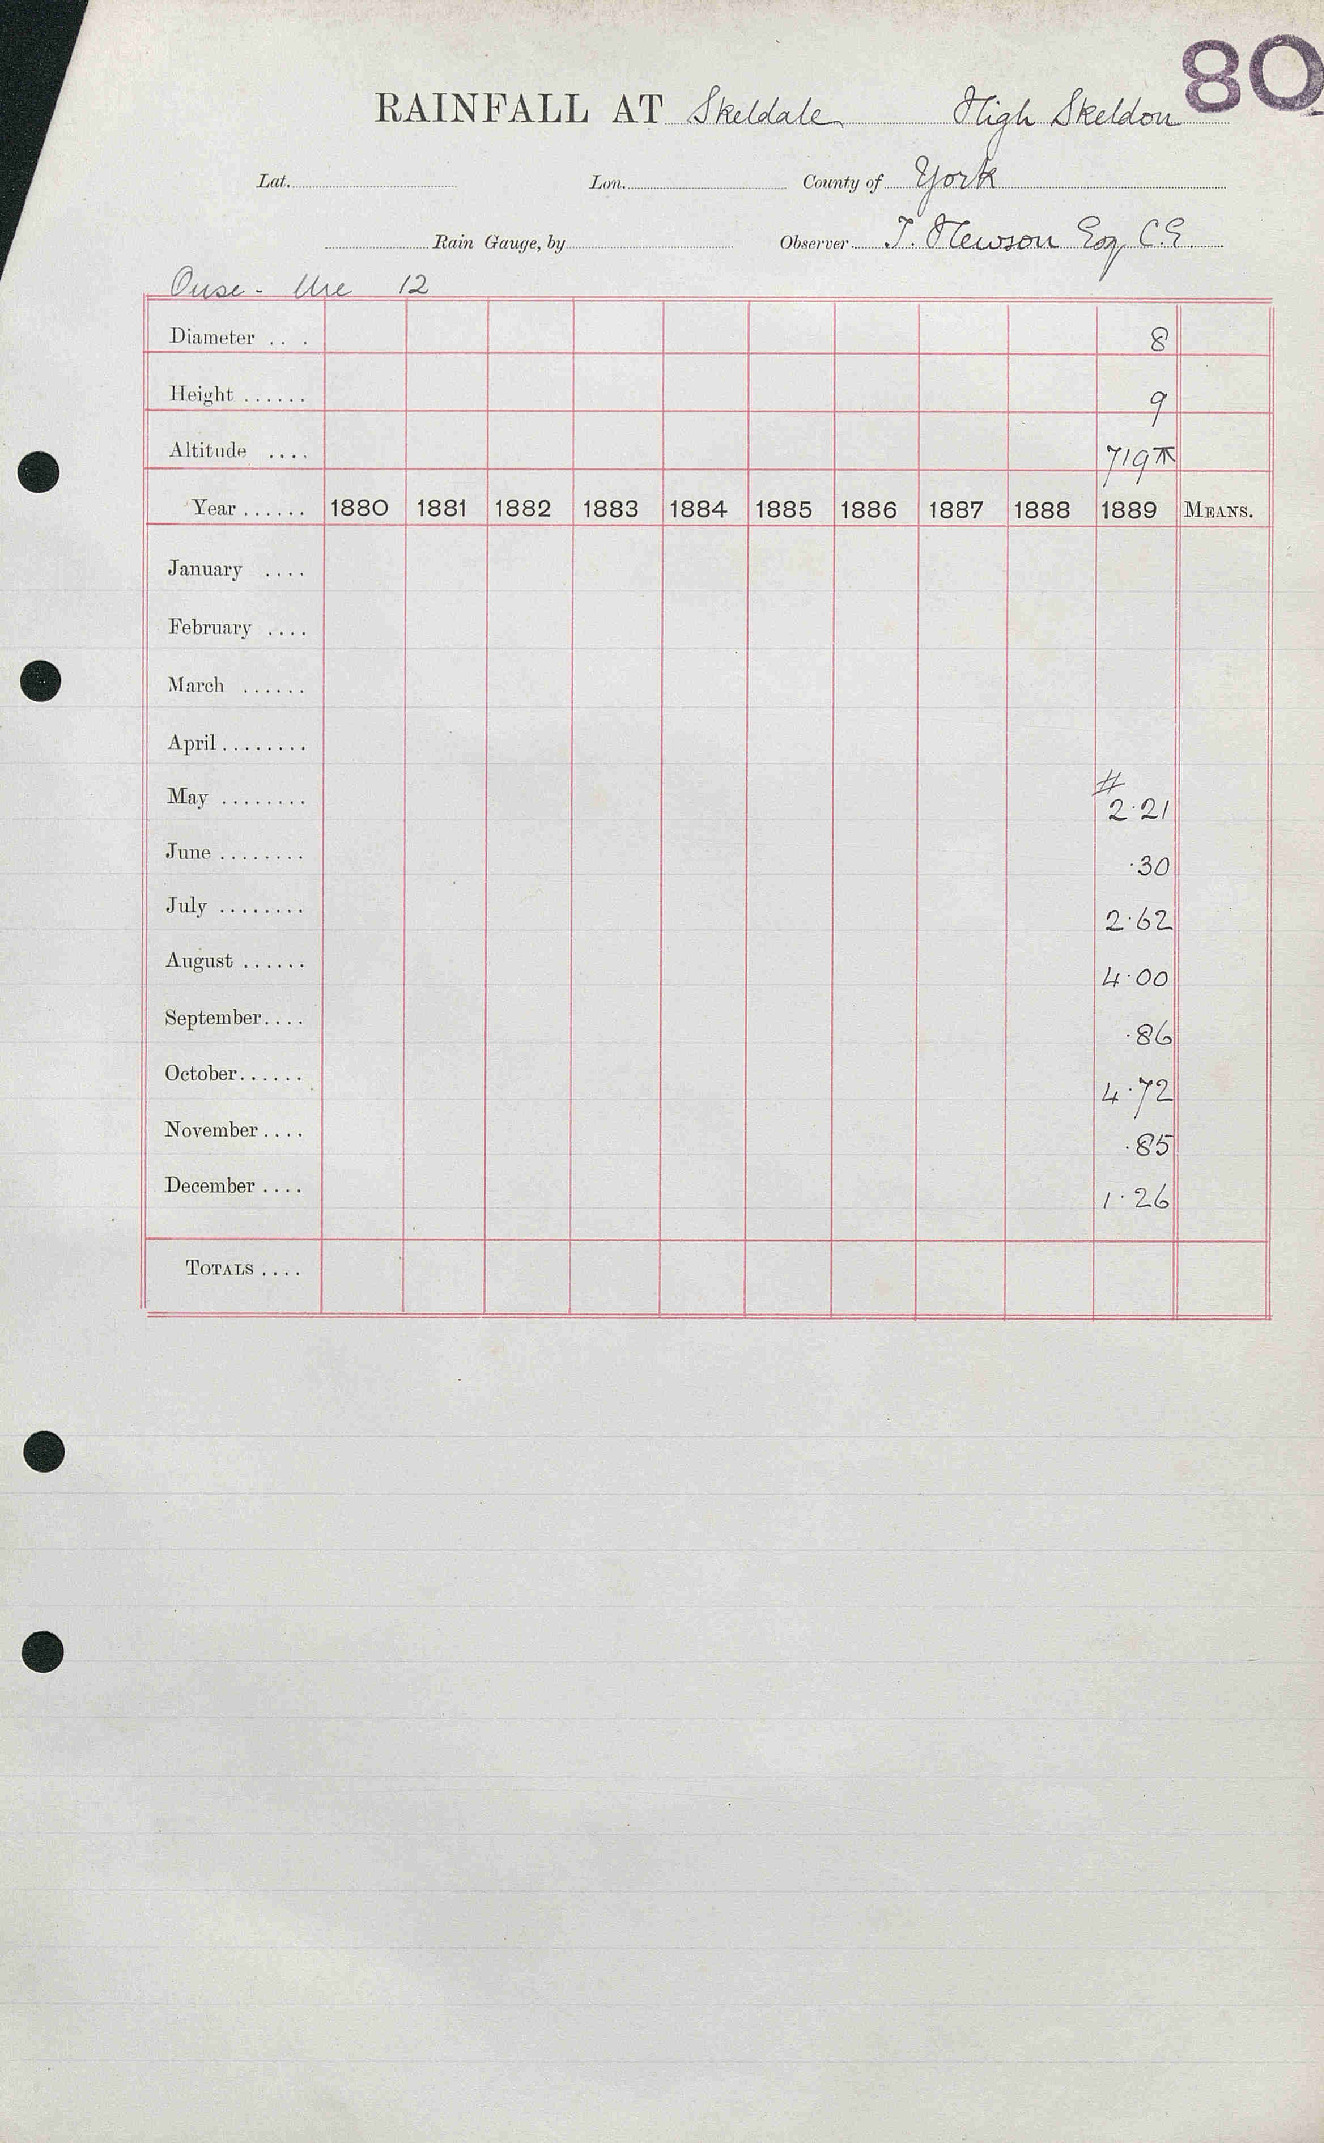 80
RAINFALL AT Skeldale High Skeldon
Lat. Lon. County of York
Rain Gauge, by Observer T. Hewson Esq C.E
Ouse - Ure 12
Diameter ... 8
Height ...... 9
Altitude .... 719
Year ...... 1880 1881 1882 1883 1884 1885 1886 1887 1888 1889 MEANS.
January ....
February ....
March ......
April ........
#
May ........ 2.21
June ........ .30
July ........ 2.62
August ...... 4.00
September.... .86
October...... 4.72
November.... .85
December.... 1.26
TOTALS ....